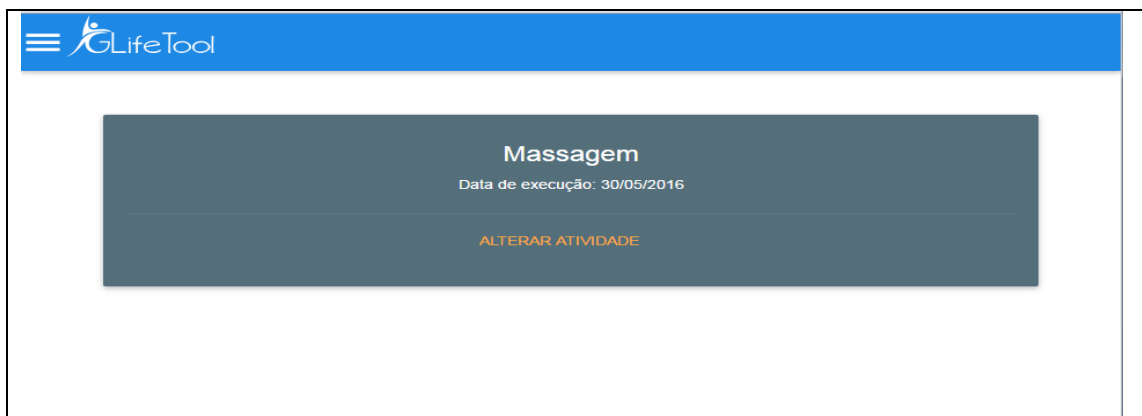 GLifeTool
Massagem
Data de execução: 30/05/2016
ALTERAR ATIVIDADE